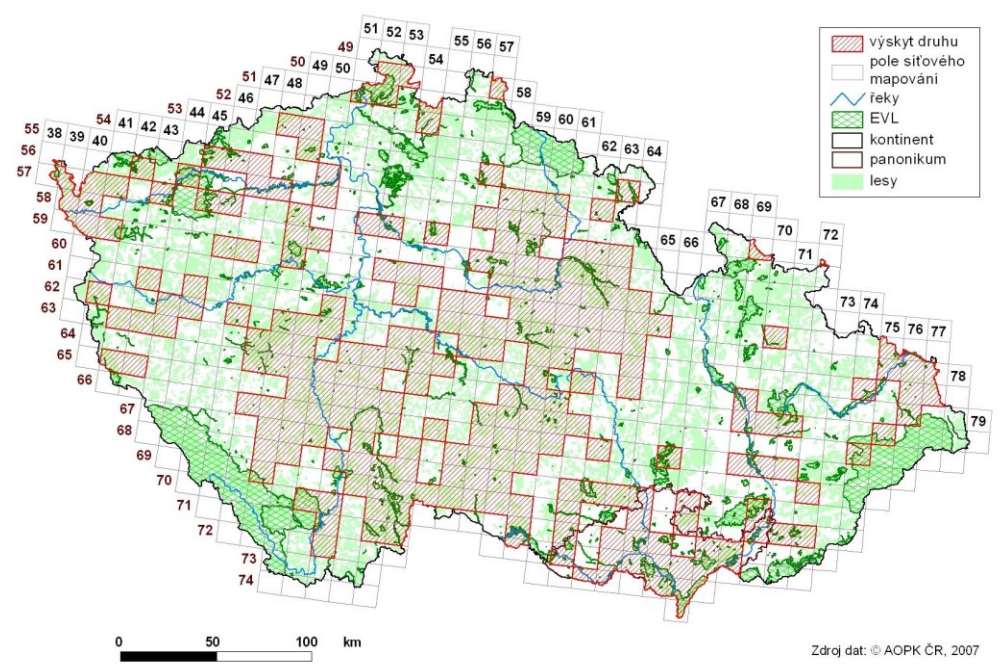 51 52 53
55 56 57
49
54
50 49 50
58
51 47 48
52 46
59 60 61
53 44 45
54 41 42 43
62 63 64
55 38 39 40
56
57
58
59
60
61
62
63
64
65
66
67
68
69
70
71
72
73
74
65 66
67 68 69
70
71
72
73 74
75 76 77
78
79
výskyt druhu
pole síťového
mapování
řeky
EVL
kontinent
panonikum
lesy
0 50 100 km
Zdroj dat: © AOPK ČR, 2007